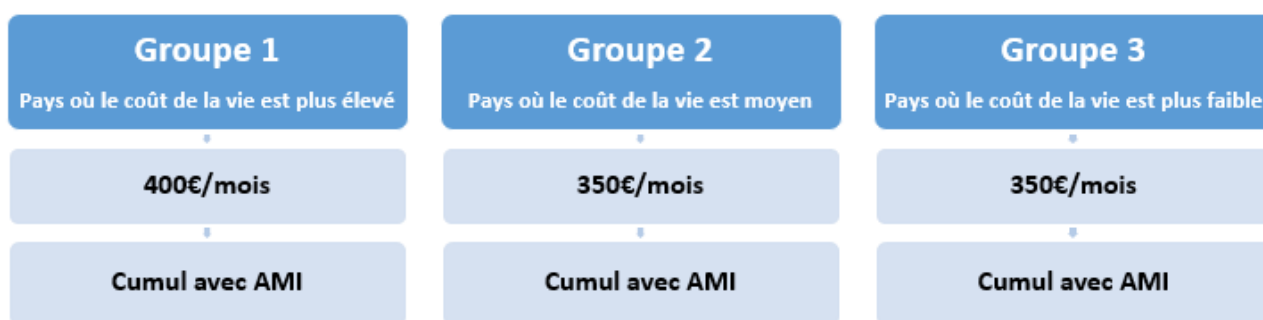 Groupe 1
Pays où le coût de la vie est plus élevé
400€/mois
Cumul avec AMI
Groupe 2
Pays où le coût de la vie est moyen
350€/mois
Cumul avec AMI
Groupe 3
Pays où le coût de la vie est plus faible
350€/mois
Cumul avec AMI